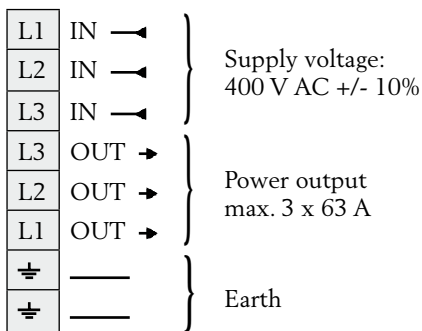 L1 IN
L2 IN
L3 IN
Supply voltage:
400 V AC +/- 10%
L3 OUT
L2 OUT
L1 OUT
Power output
max. 3 x 63 A
Earth